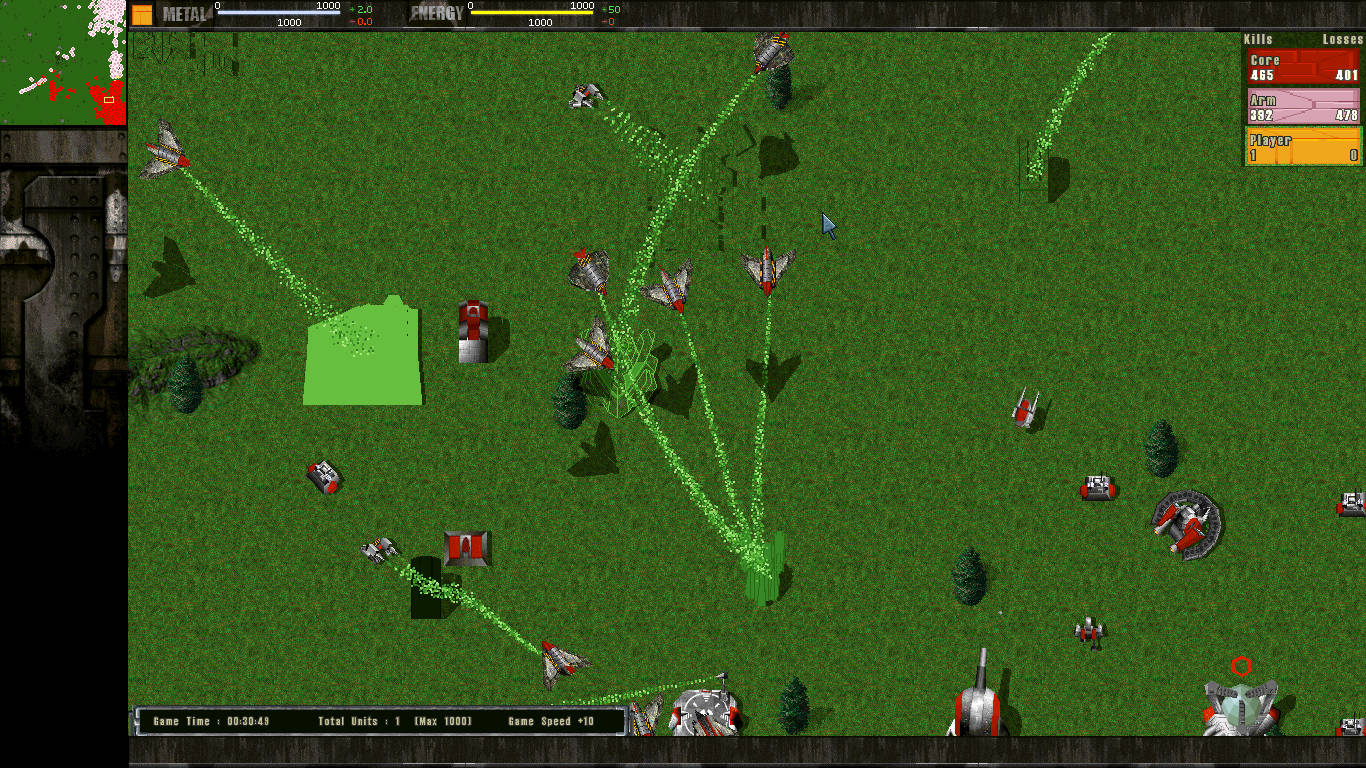 METAL 0 1000 1000 +2.0 -0.0 ENERGY 0 1000 1000 +50 +0
Kills Losses
Core
465 401
Arm
392 478
Player
1 0
Game Time : 00:30:49 Total Units : 1 [Max 1000] Game Speed +10